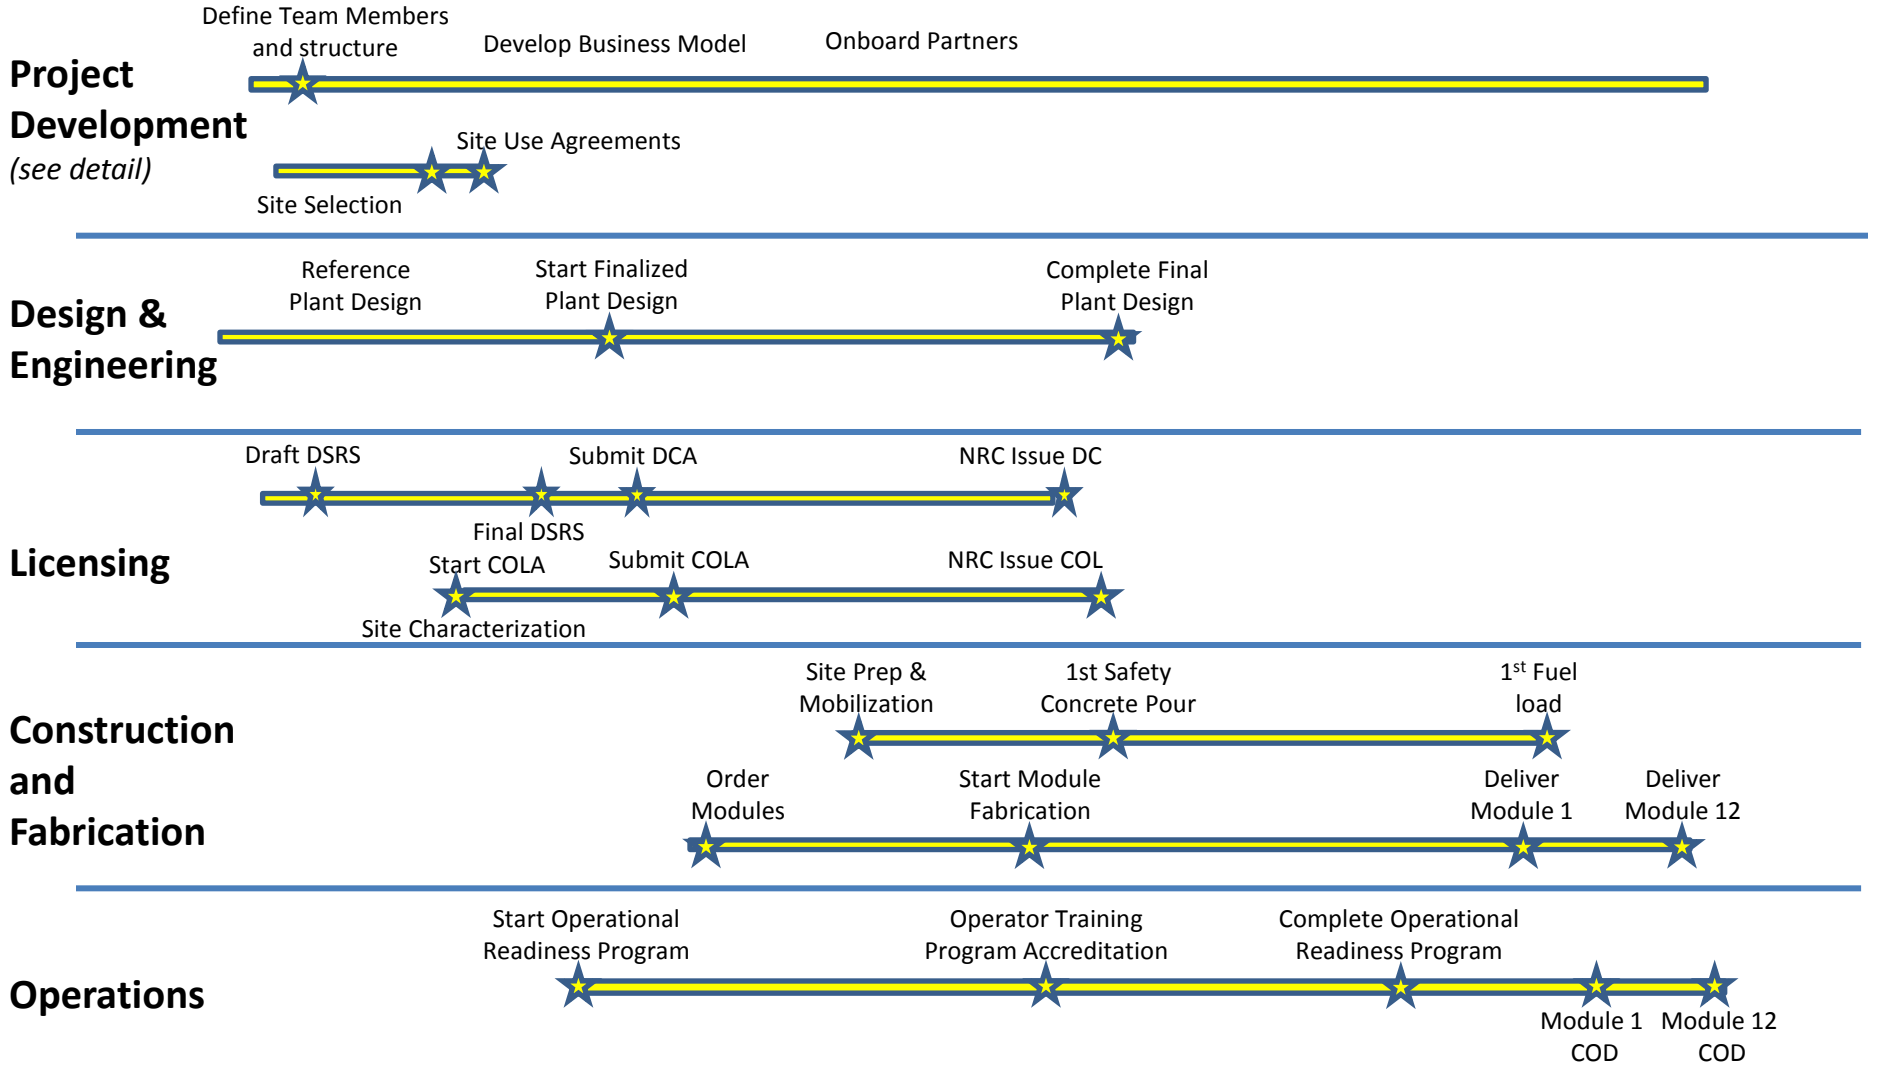 Define Team Members
and structure
Develop Business Model
Onboard Partners
Project
Development
(see detail)
Site Use Agreements
Site Selection
Reference
Plant Design
Start Finalized
Plant Design
Complete Final
Plant Design
Design &
Engineering
Draft DSRS
Submit DCA
NRC Issue DC
Final DSRS
Licensing
Start COLA
Submit COLA
NRC Issue COL
Site Characterization
Site Prep &
Mobilization
1st Safety
Concrete Pour
1st Fuel
load
Construction
and
Fabrication
Order
Modules
Start Module
Fabrication
Deliver
Module 1
Deliver
Module 12
Start Operational
Readiness Program
Operator Training
Program Accreditation
Complete Operational
Readiness Program
Operations
Module 1
COD
Module 12
COD